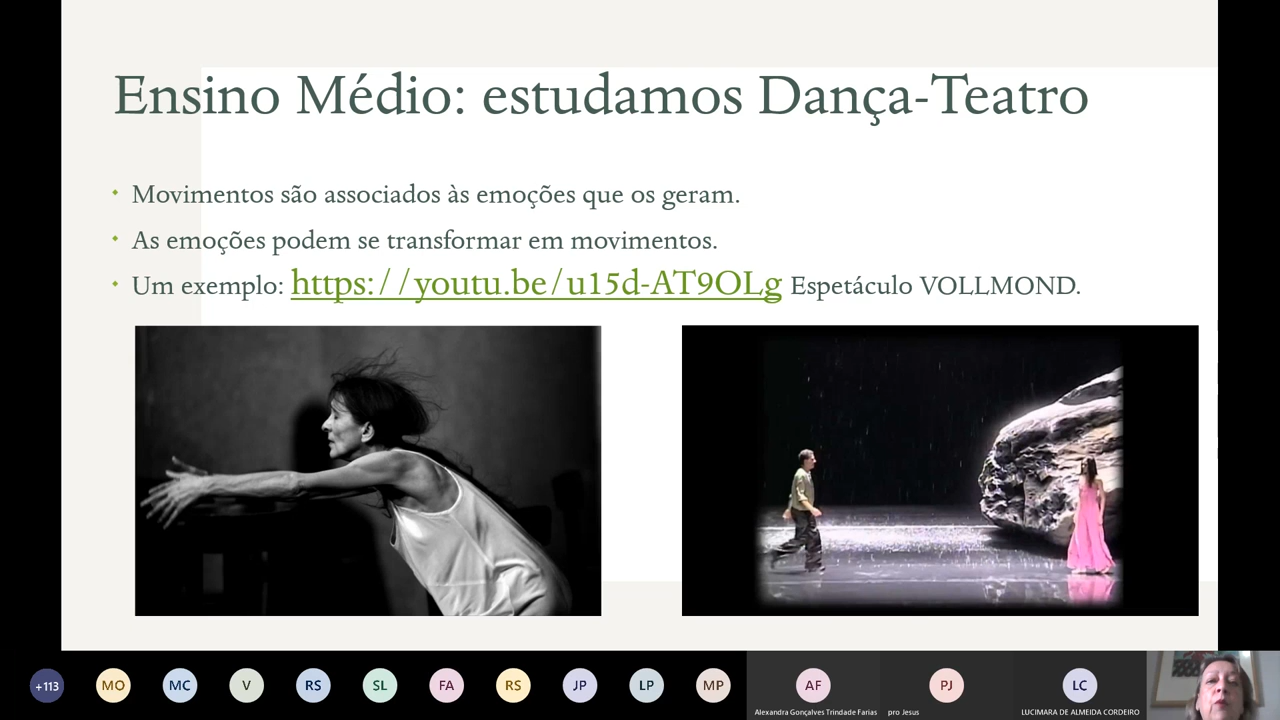 Ensino Médio: estudamos Dança-Teatro
Movimentos são associados às emoções que os geram.
As emoções podem se transformar em movimentos.
Um exemplo: https://youtu.be/u15d-AT9OLg Espetáculo VOLLMOND.
+113 MO MC V RS SL FA RS JP LP MP AF PJ LC
Alexandra Gonçalves Trindade Farias pro Jesus LUCIMARA DE ALMEIDA CORDEIRO